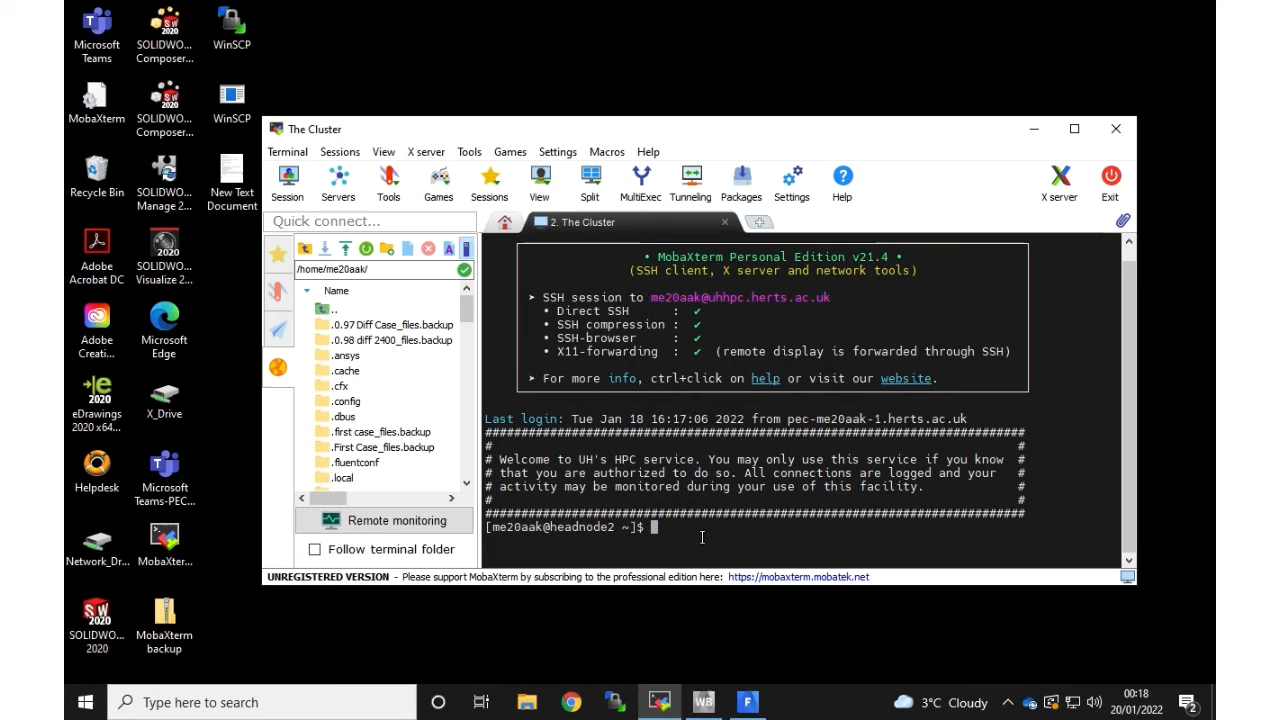 Microsoft Teams
SOLIDWO... Composer...
WinSCP
MobaXterm
SOLIDWO... Composer...
WinSCP
Recycle Bin
SOLIDWO... Manage 2...
New Text Document
Adobe Acrobat DC
SOLIDWO... Visualize 2...
Adobe Creati...
Microsoft Edge
eDrawings 2020 x64...
X_Drive
Helpdesk
Microsoft Teams-PEC...
Network_Dr...
MobaXter...
SOLIDWO... 2020
MobaXterm backup
The Cluster
Terminal Sessions View X server Tools Games Settings Macros Help
Session Servers Tools Games Sessions View Split MultiExec Tunneling Packages Settings Help X server Exit
Quick connect...
2. The Cluster
/home/me20aak/
Name
..
.0.97 Diff Case_files.backup
.0.98 diff 2400_files.backup
.ansys
.cache
.cfx
.config
.dbus
.first case_files.backup
.First Case_files.backup
.fluentconf
.local
Remote monitoring
Follow terminal folder
• MobaXterm Personal Edition v21.4 •
(SSH client, X server and network tools)
➤ SSH session to me20aak@uhhpc.herts.ac.uk
• Direct SSH : ✔
• SSH compression : ✔
• SSH-browser : ✔
• X11-forwarding : ✔ (remote display is forwarded through SSH)
➤ For more info, ctrl+click on help or visit our website.
Last login: Tue Jan 18 16:17:06 2022 from pec-me20aak-1.herts.ac.uk
###########################################################################
# #
# Welcome to UH's HPC service. You may only use this service if you know #
# that you are authorized to do so. All connections are logged and your #
# activity may be monitored during your use of this facility. #
# #
###########################################################################
[me20aak@headnode2 ~]$
UNREGISTERED VERSION - Please support MobaXterm by subscribing to the professional edition here: https://mobaxterm.mobatek.net
Type here to search
3°C Cloudy
00:18
20/01/2022
2